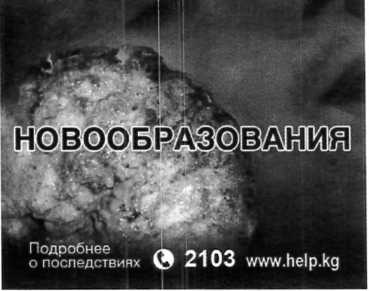 НОВООБРАЗОВАНИЯ
Подробнее
о последствиях 2103 www.help.kg